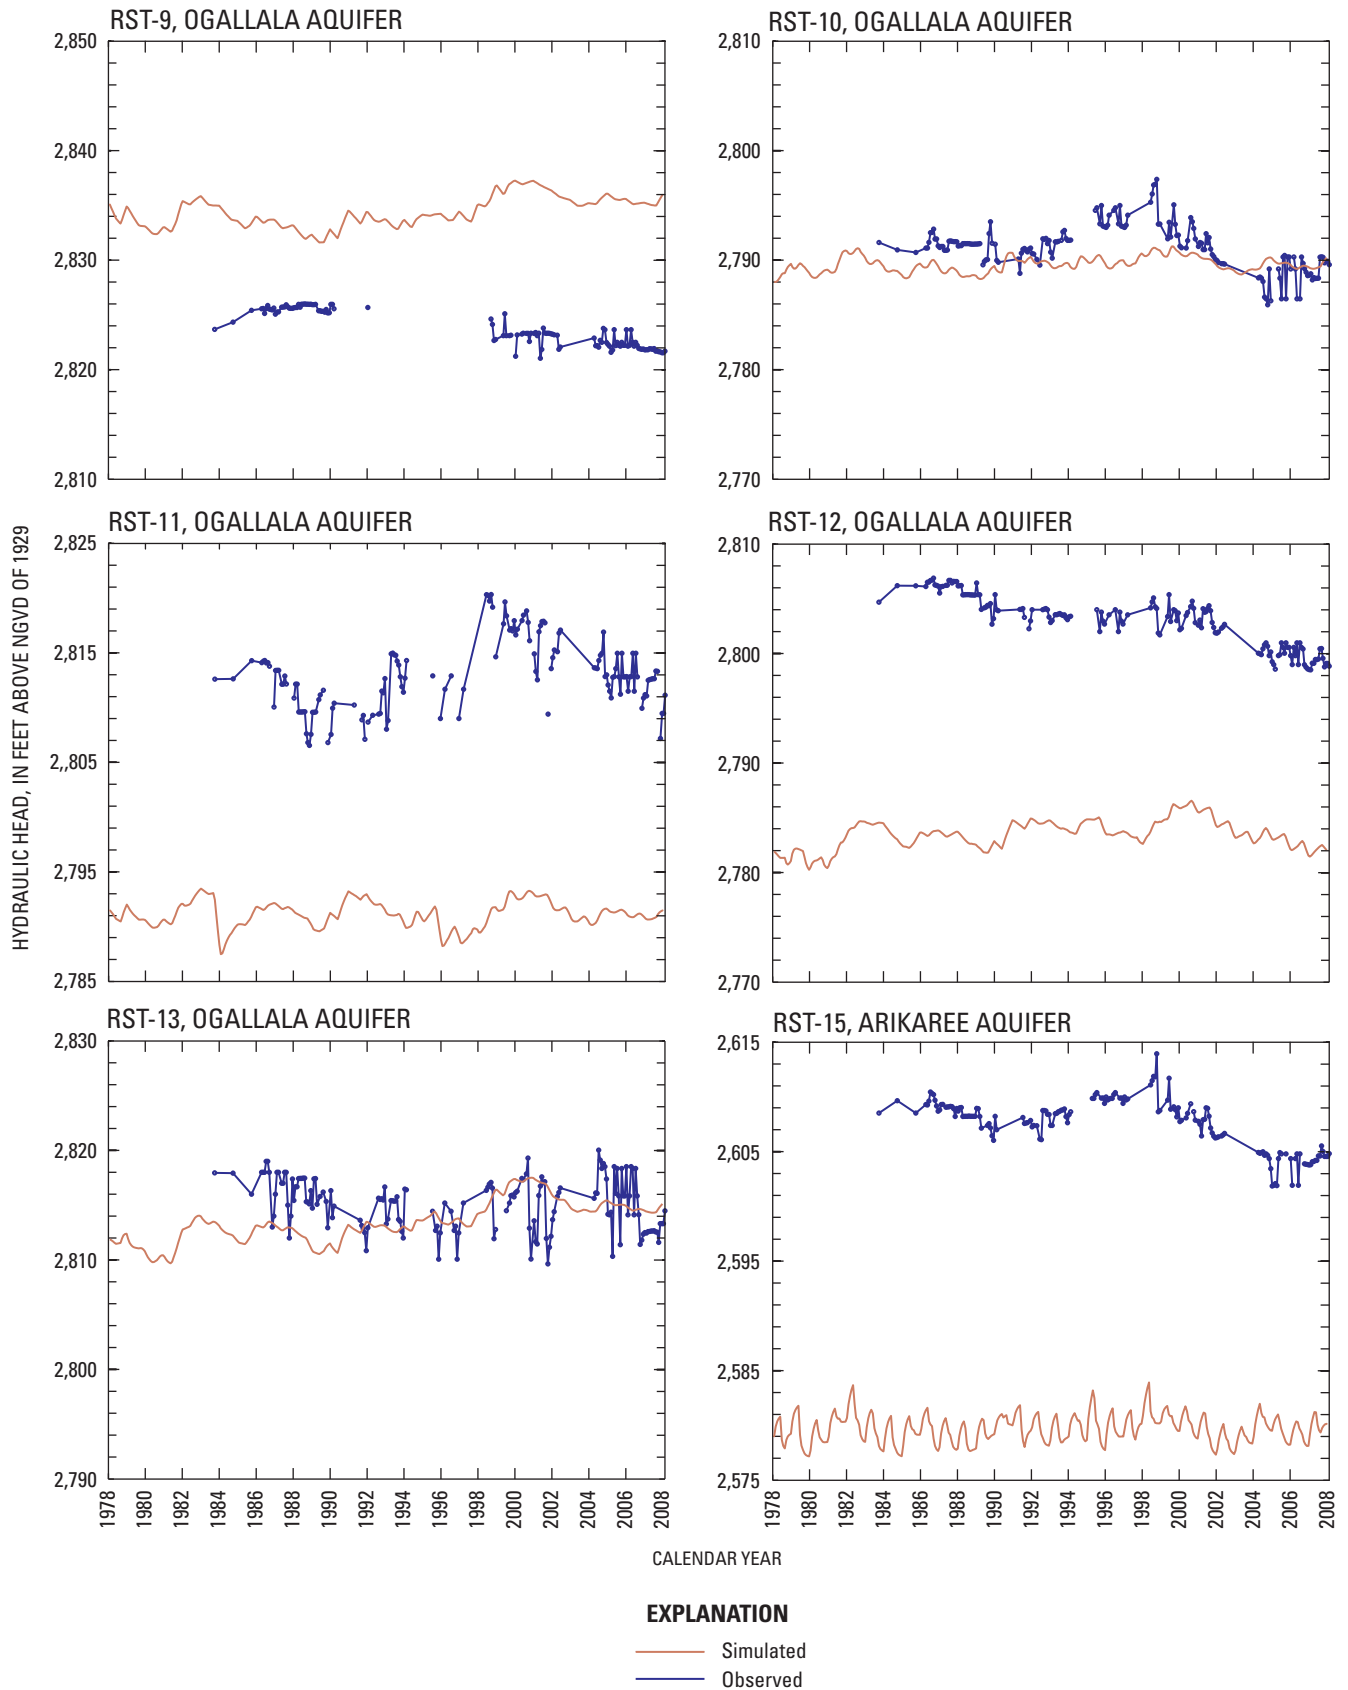 RST-9, OGALLALA AQUIFER
2,850
2,840
2,830
2,820
2,810
RST-10, OGALLALA AQUIFER
2,810
2,800
2,790
2,780
2,770
HYDRAULIC HEAD, IN FEET ABOVE NGVD OF 1929
RST-11, OGALLALA AQUIFER
2,825
2,815
2,,805
2,795
2,785
RST-12, OGALLALA AQUIFER
2,810
2,800
2,790
2,780
2,770
RST-13, OGALLALA AQUIFER
2,830
2,820
2,810
2,800
2,790
1978 1980 1982 1984 1986 1988 1990 1992 1994 1996 1998 2000 2002 2004 2006 2008
RST-15, ARIKAREE AQUIFER
2,615
2,605
2,595
2,585
2,575
1978 1980 1982 1984 1986 1988 1990 1992 1994 1996 1998 2000 2002 2004 2006 2008
CALENDAR YEAR
EXPLANATION
Simulated
Observed